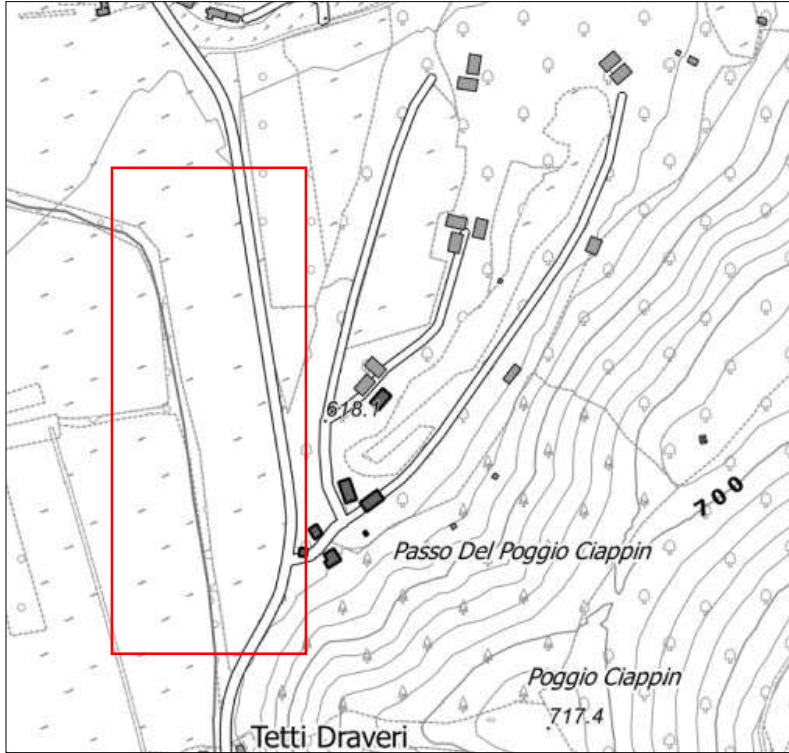 618.1
700
Passo Del Poggio Ciappin
Poggio Ciappin
717.4
Tetti Draveri